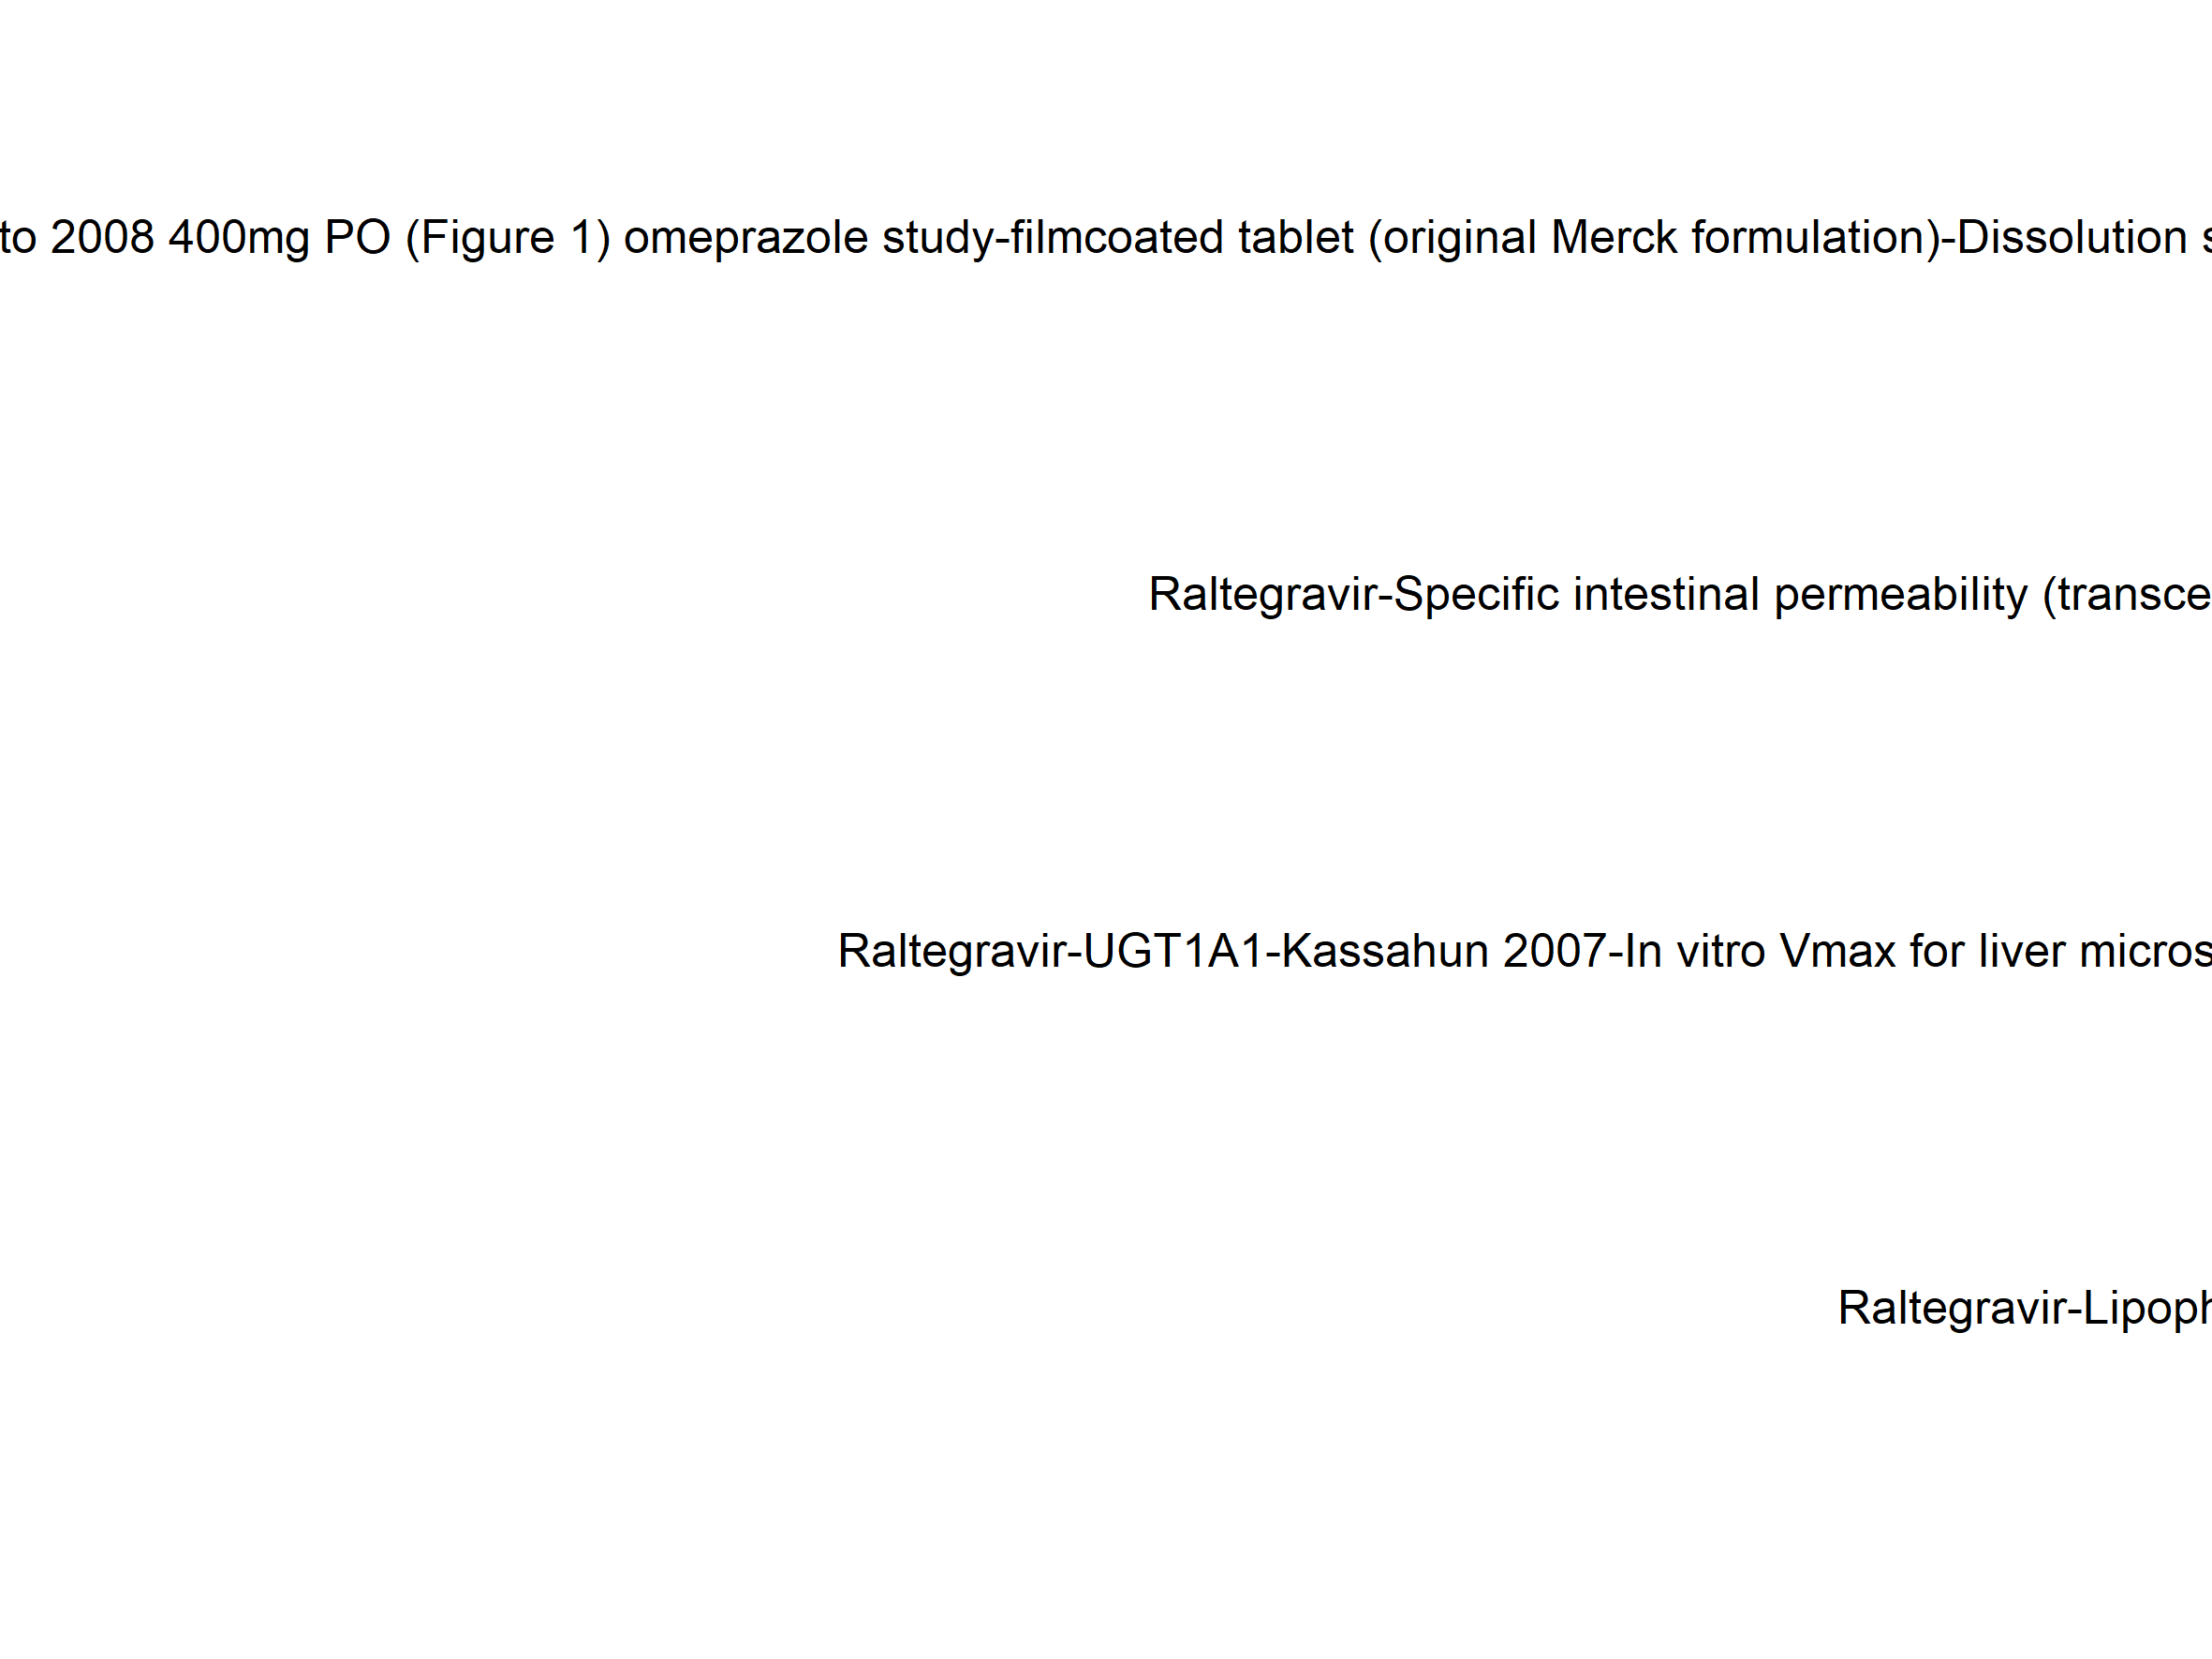 to 2008 400mg PO (Figure 1) omeprazole study-filmcoated tablet (original Merck formulation)-Dissolution s
Raltegravir-Specific intestinal permeability (transce
Raltegravir-UGT1A1-Kassahun 2007-In vitro Vmax for liver micros
Raltegravir-Lipoph